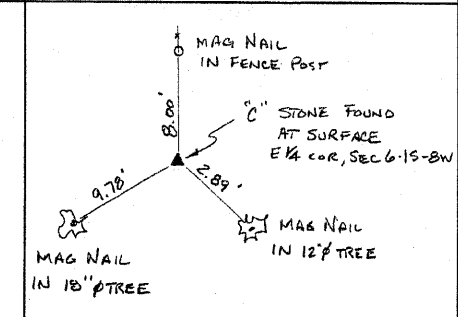 MAG NAIL
IN FENCE POST
8.00'
"C" STONE FOUND
AT SURFACE
E 1/4 COR, SEC 6-1S-8W
9.78'
2.89'
MAG NAIL
IN 12"ø TREE
MAG NAIL
IN 18"ø TREE